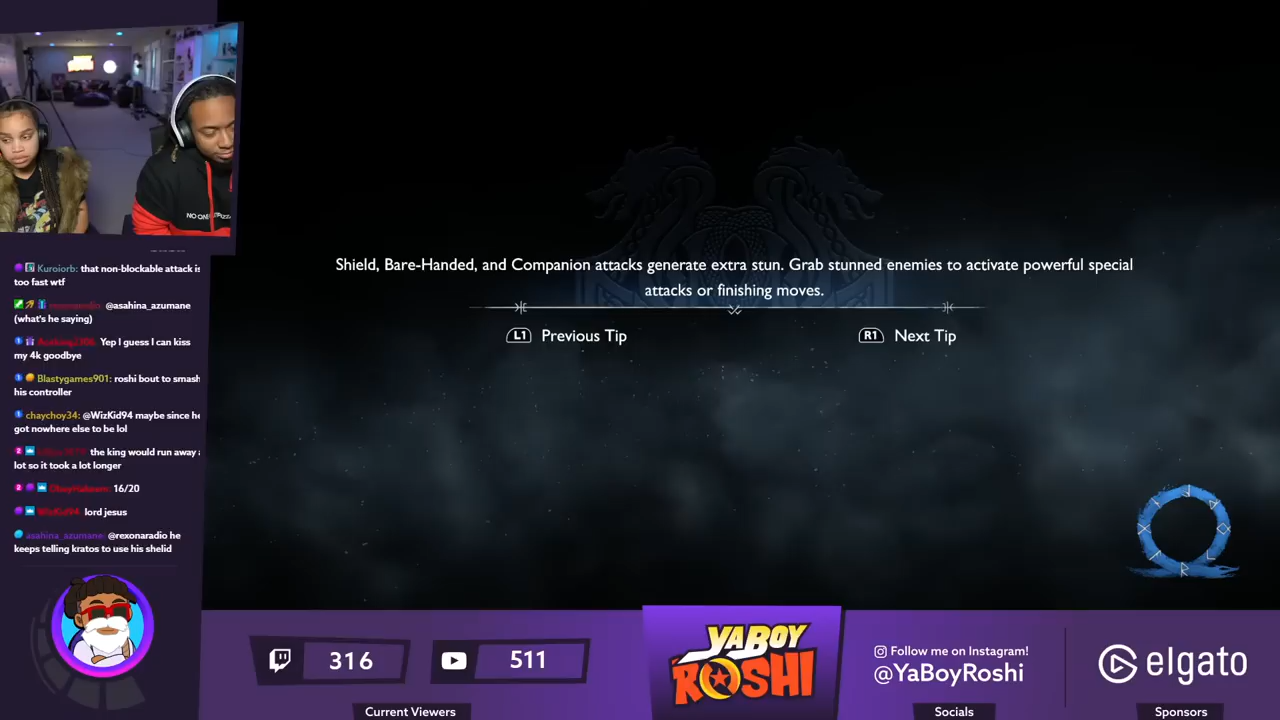 NO ONE
Kuroiorb: that non-blockable attack is
too fast wtf
@asahina_azumane
(what's he saying)
Yep I guess I can kiss
my 4k goodbye
Blastygames901: roshi bout to smash
his controller
chaychoy34: @WizKid94 maybe since he
got nowhere else to be lol
the king would run away a
lot so it took a lot longer
16/20
WizKid94: lord jesus
asahina_azumane: @rexonaradio he
keeps telling kratos to use his shelid
Shield, Bare-Handed, and Companion attacks generate extra stun. Grab stunned enemies to activate powerful special
attacks or finishing moves.
L1 Previous Tip
R1 Next Tip
316
511
Current Viewers
YABOY
ROSHI
Follow me on Instagram!
@YaBoyRoshi
Socials
elgato
Sponsors